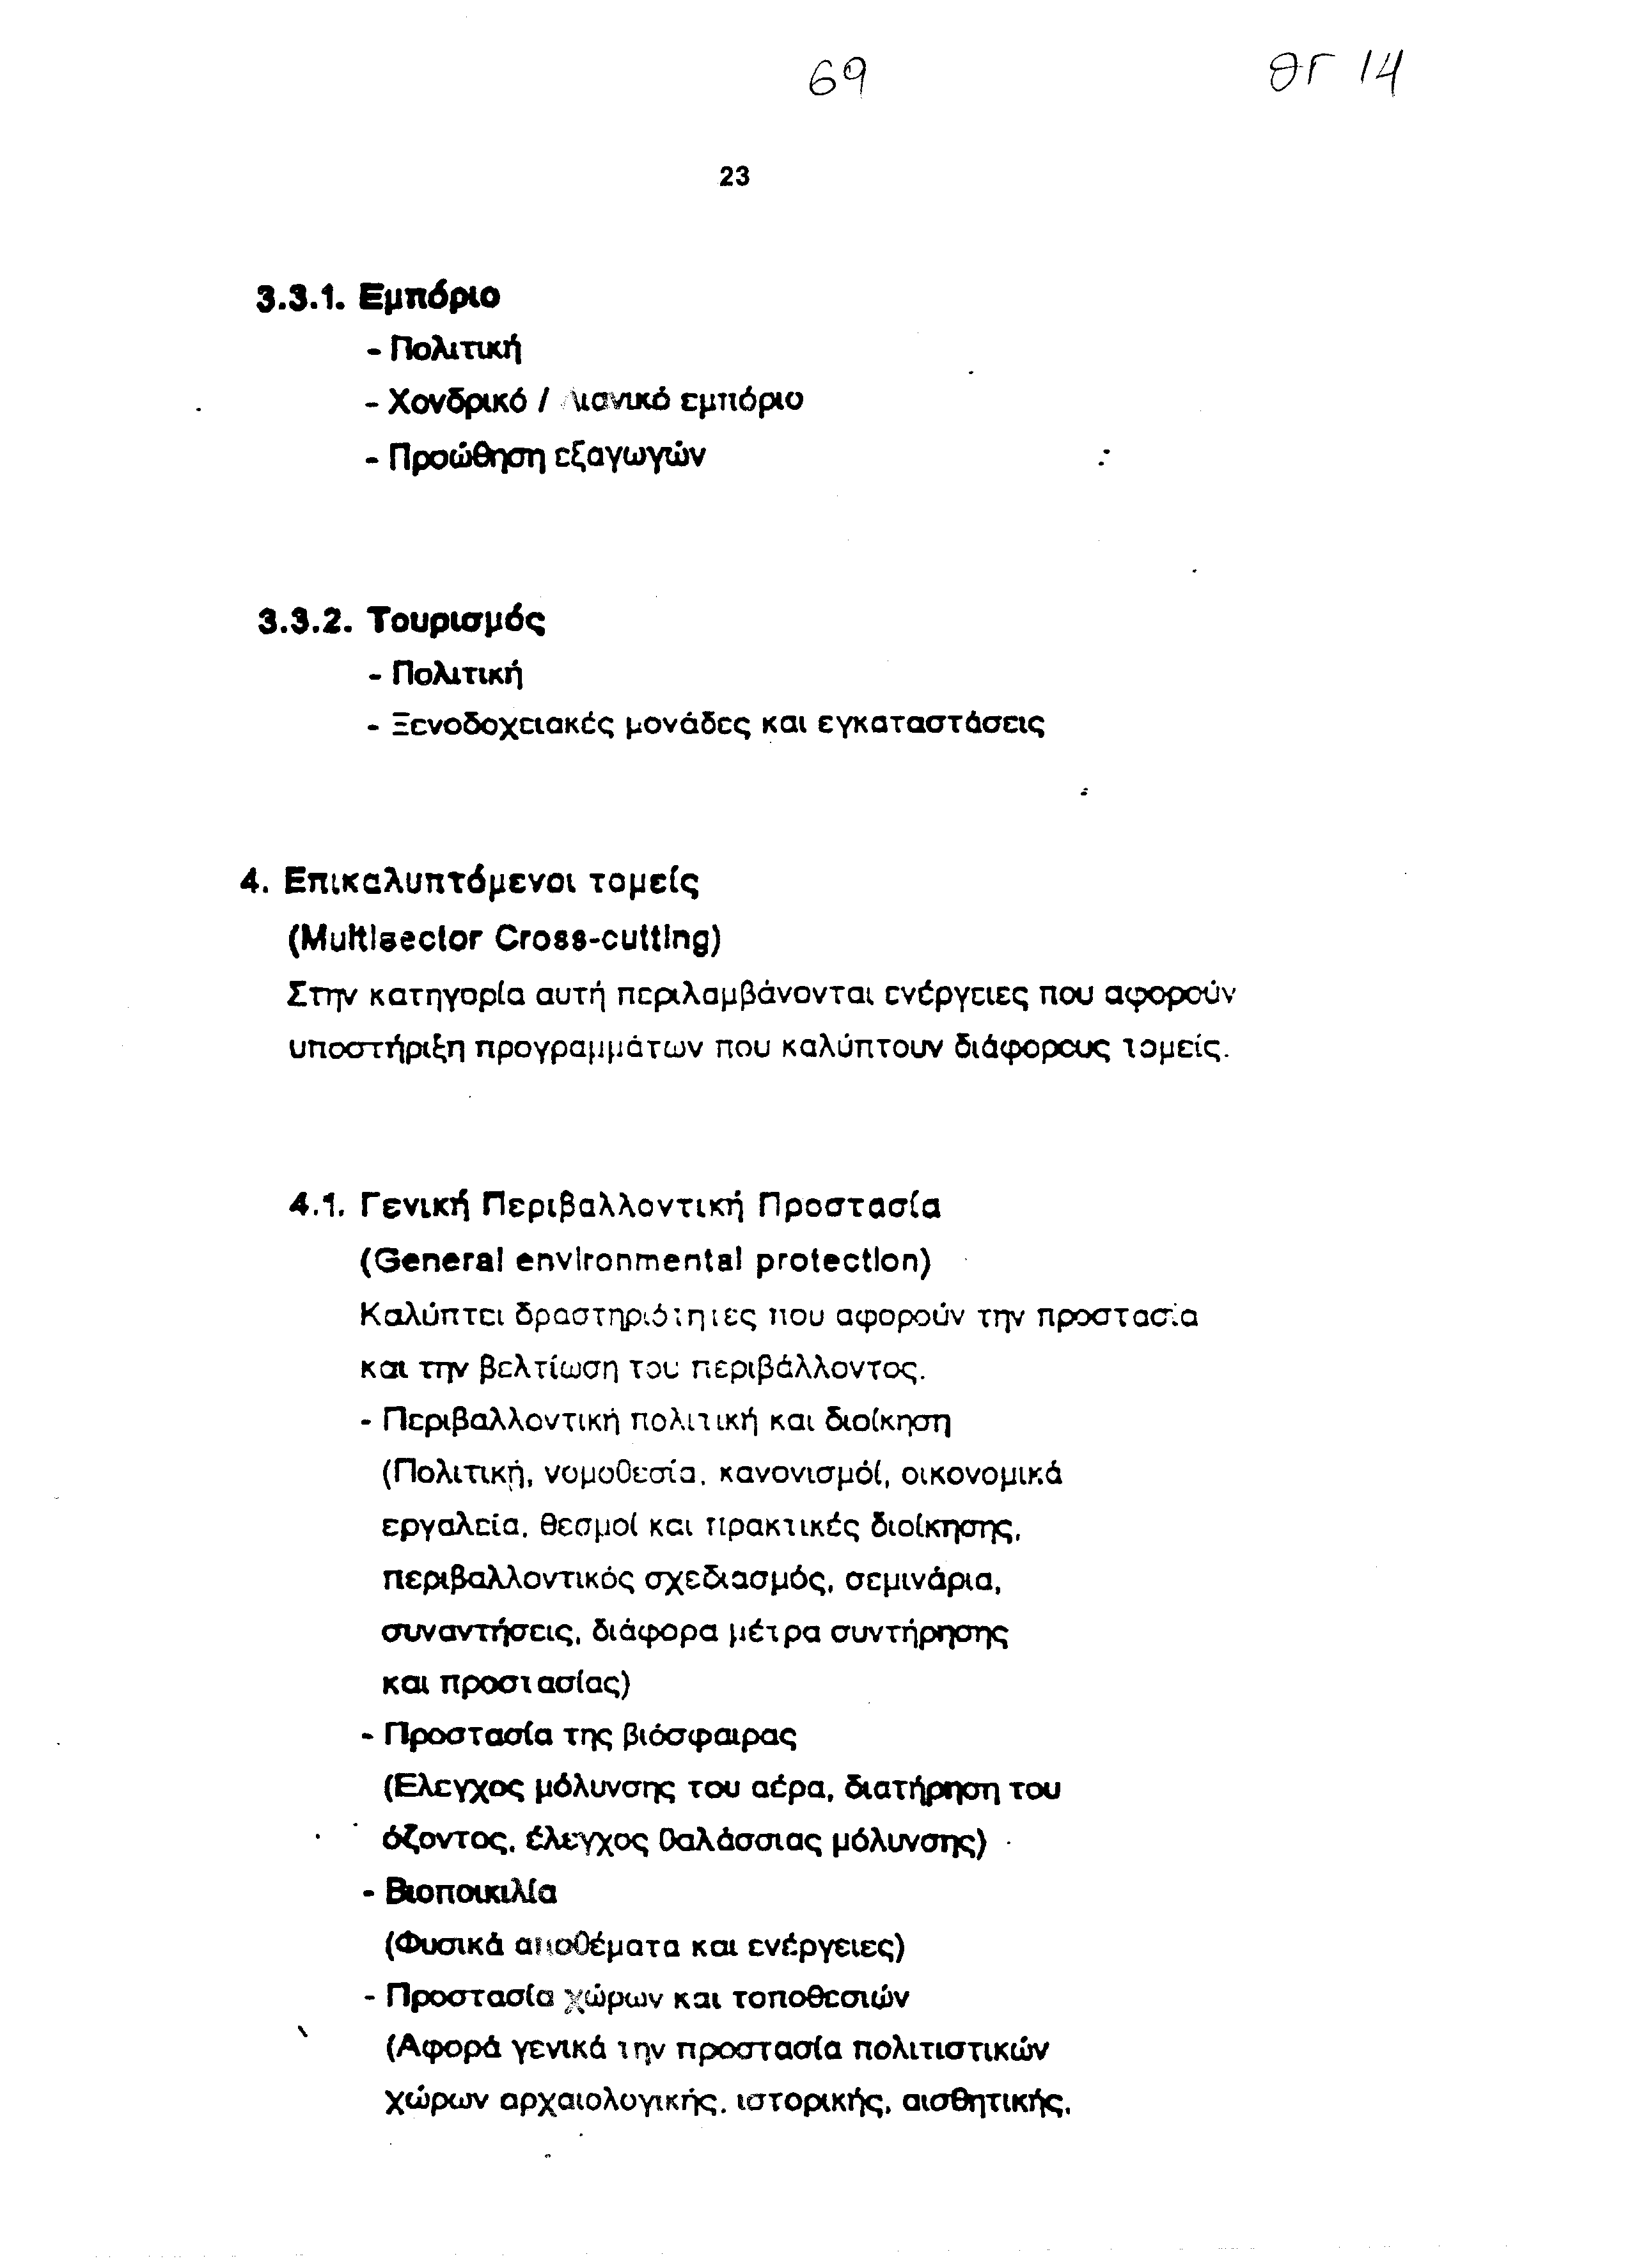 69
ΘΓ 14
23
3.3.1. Εμπόριο
- Πολιτική
- Χονδρικό / λιανικό εμπόριο
- Προώθηση εξαγωγών
3.3.2. Τουρισμός
- Πολιτική
- Ξενοδοχειακές μονάδες και εγκαταστάσεις
4. Επικαλυπτόμενοι τομείς
(Multisector Cross-cutting)
Στην κατηγορία αυτή περιλαμβάνονται ενέργειες που αφορούν
υποστήριξη προγραμμάτων που καλύπτουν διάφορους τομείς.
4.1. Γενική Περιβαλλοντική Προστασία
(General environmental protection)
Καλύπτει δραστηριότητες που αφορούν την προστασία
και την βελτίωση του περιβάλλοντος.
- Περιβαλλοντική πολιτική και διοίκηση
(Πολιτική, νομοθεσία, κανονισμοί, οικονομικά
εργαλεία, θεσμοί και πρακτικές διοίκησης,
περιβαλλοντικός σχεδιασμός, σεμινάρια,
συναντήσεις, διάφορα μέτρα συντήρησης
και προστασίας)
- Προστασία της βιόσφαιρας
(Ελεγχος μόλυνσης του αέρα, διατήρηση του
όζοντος, έλεγχος θαλάσσιας μόλυνσης)
- Βιοποικιλία
(Φυσικά αποθέματα και ενέργειες)
- Προστασία χώρων και τοποθεσιών
(Αφορά γενικά την προστασία πολιτιστικών
χώρων αρχαιολογικής, ιστορικής, αισθητικής,